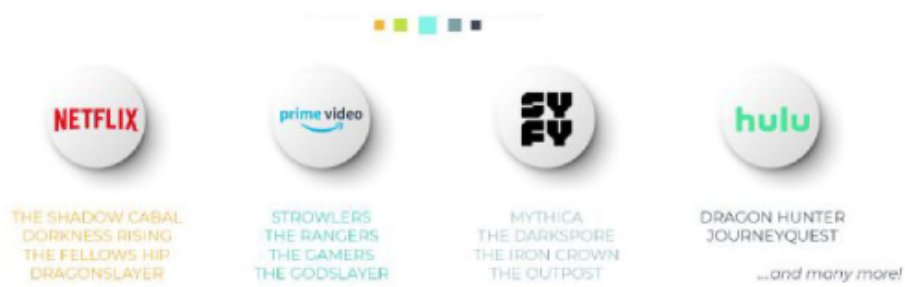 NETFLIX
THE SHADOW CABAL
DORKNESS RISING
THE FELLOWS HIP
DRAGONSLAYER
prime video
STROWLERS
THE RANGERS
THE GAMERS
THE GODSLAYER
SY
FY
MYTHICA
THE DARKSPORE
THE IRON CROWN
THE OUTPOST
hulu
DRAGON HUNTER
JOURNEYQUEST
...and many more!